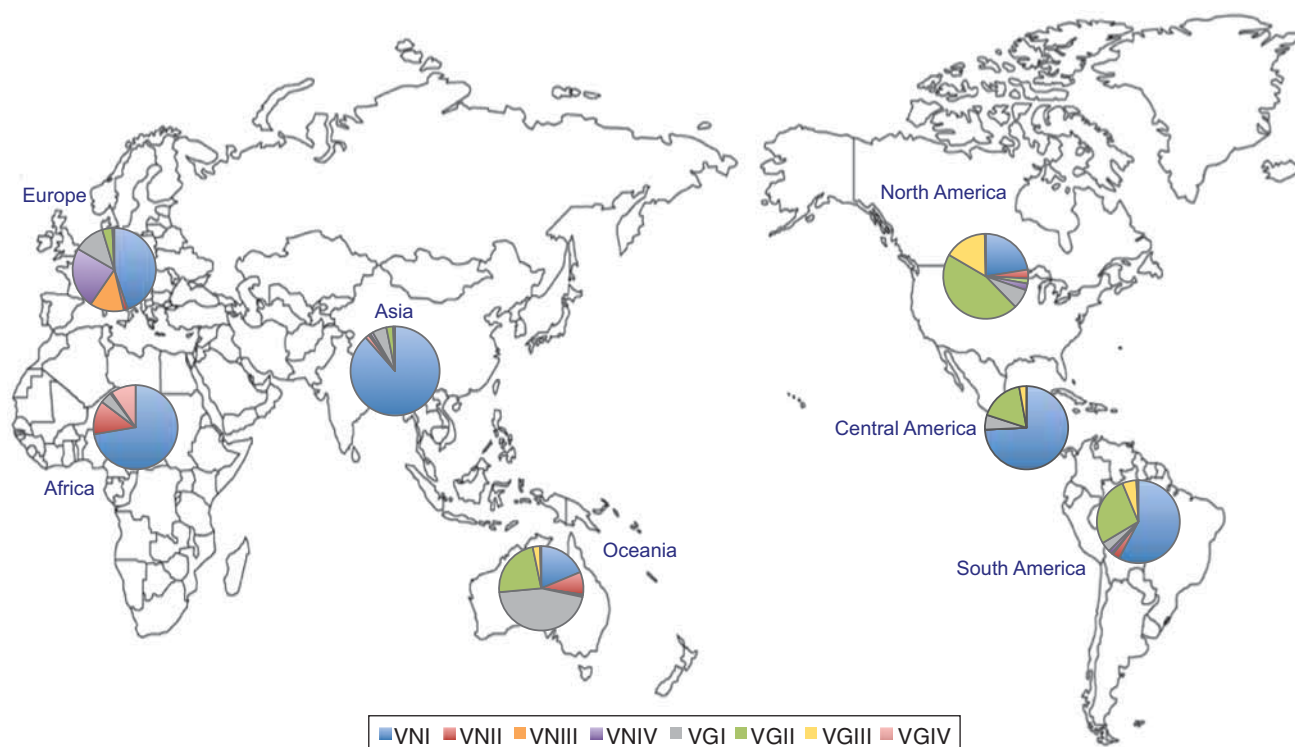 Europe
North America
Asia
Central America
Africa
Oceania
South America
VNI VNII VNIII VNIV VGI VGII VGIII VGIV